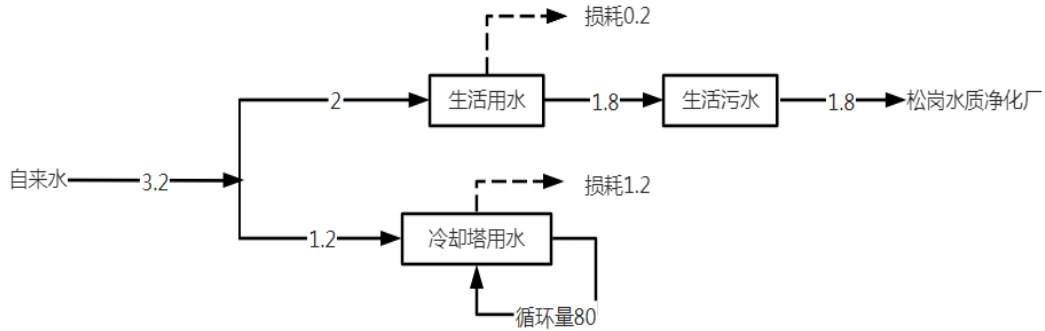 损耗0.2
2
生活用水
1.8
生活污水
1.8
松岗水质净化厂
自来水
3.2
损耗1.2
1.2
冷却塔用水
循环量80